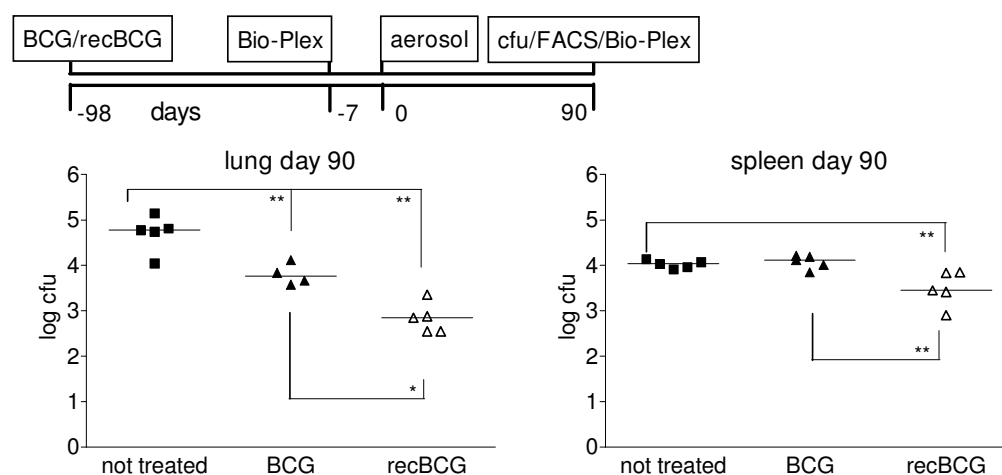 BCG/recBCG
Bio-Plex
aerosol
cfu/FACS/Bio-Plex
-98 days -7 0 90
lung day 90
log cfu
6
5
4
3
2
1
0
**
**
*
not treated BCG recBCG
spleen day 90
log cfu
6
5
4
3
2
1
0
**
**
not treated BCG recBCG